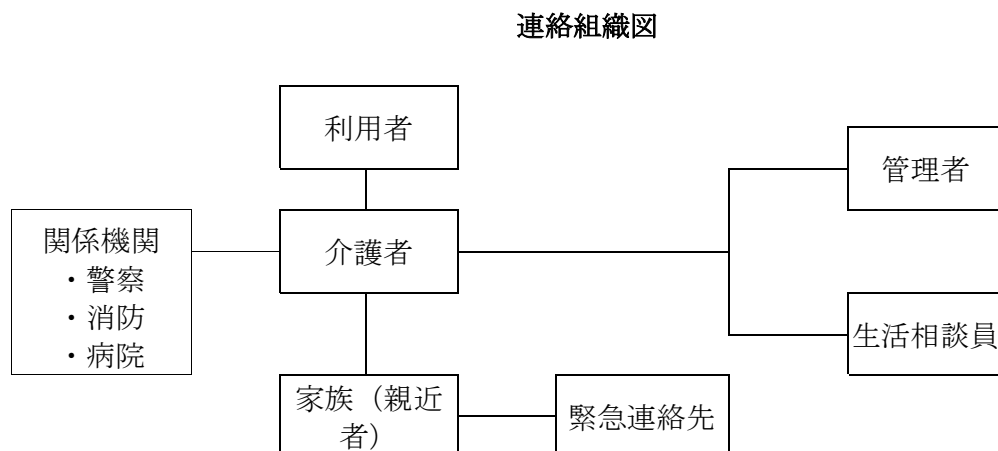 連絡組織図
利用者
管理者
関係機関
・警察
・消防
・病院
介護者
生活相談員
家族（親近
者）
緊急連絡先